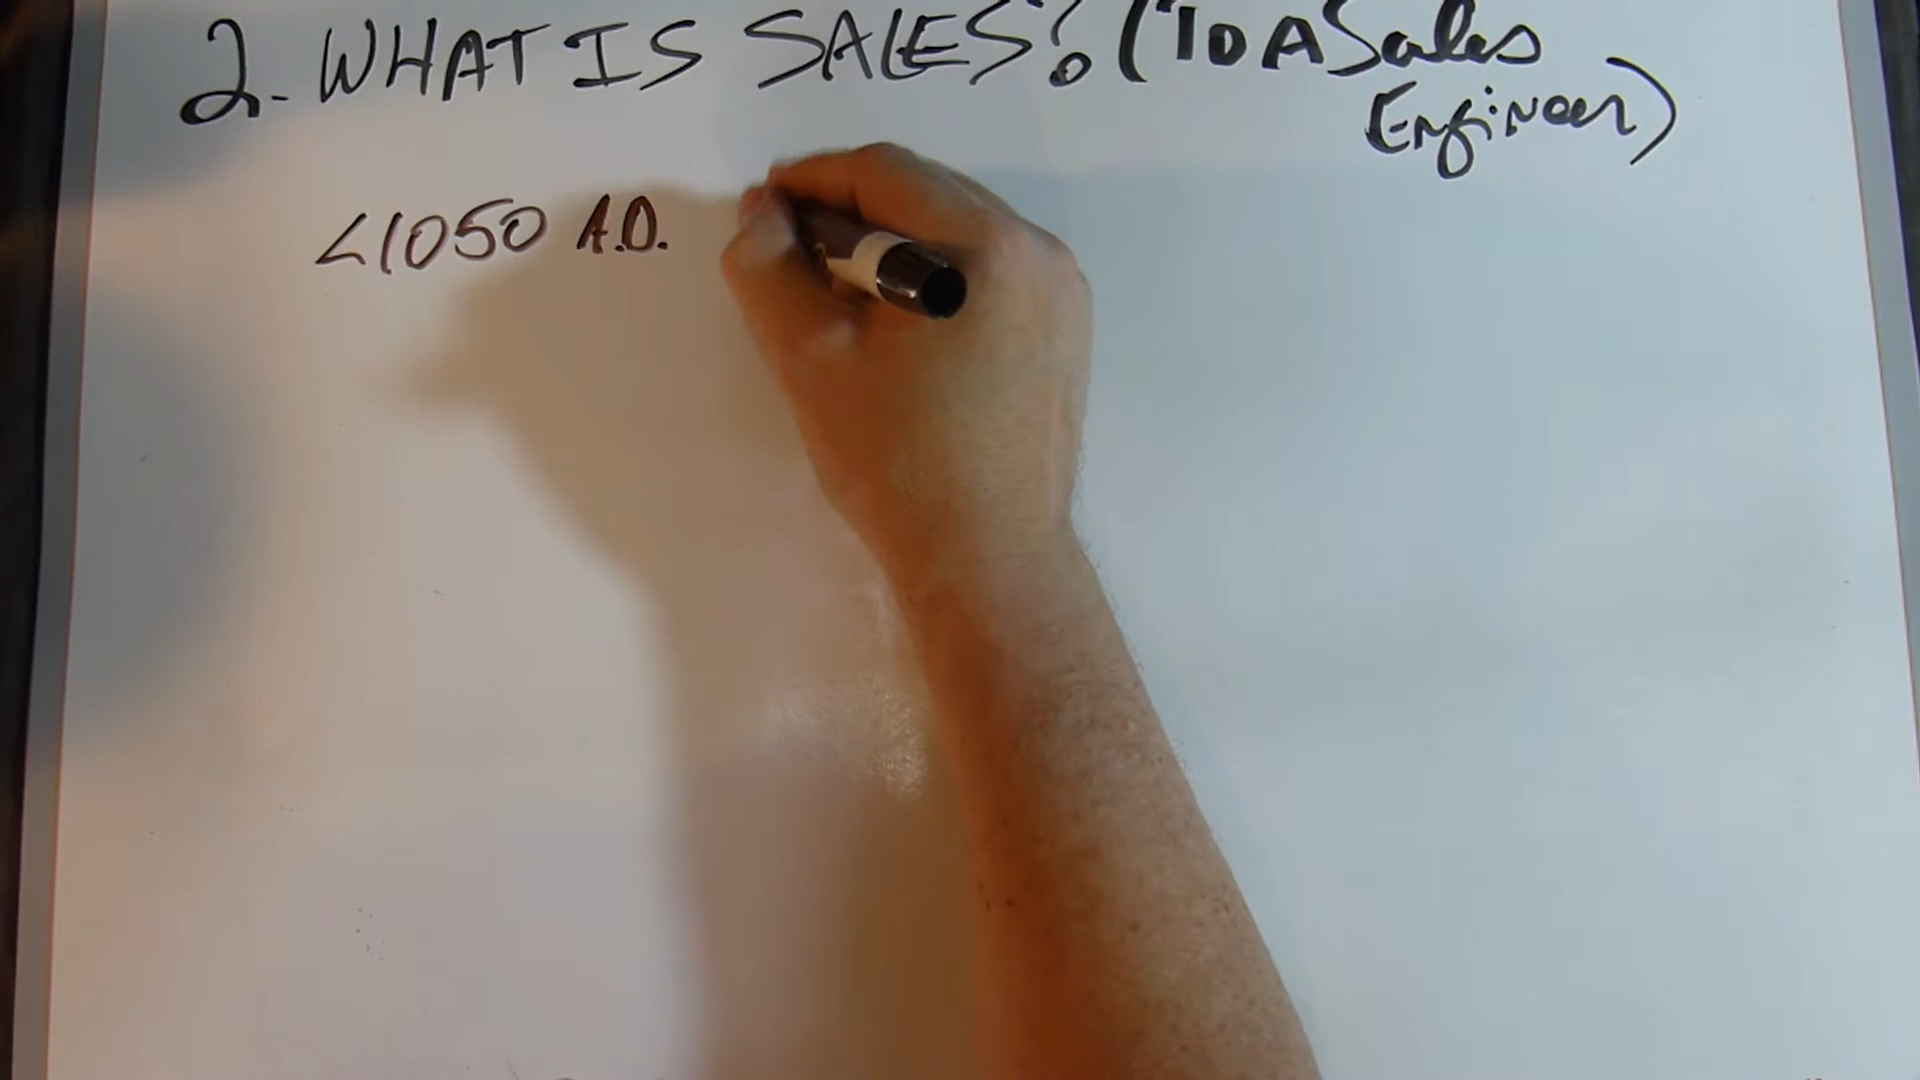 2. WHAT IS SALES? (TO A Sales
Engineer)
<1050 A.D.